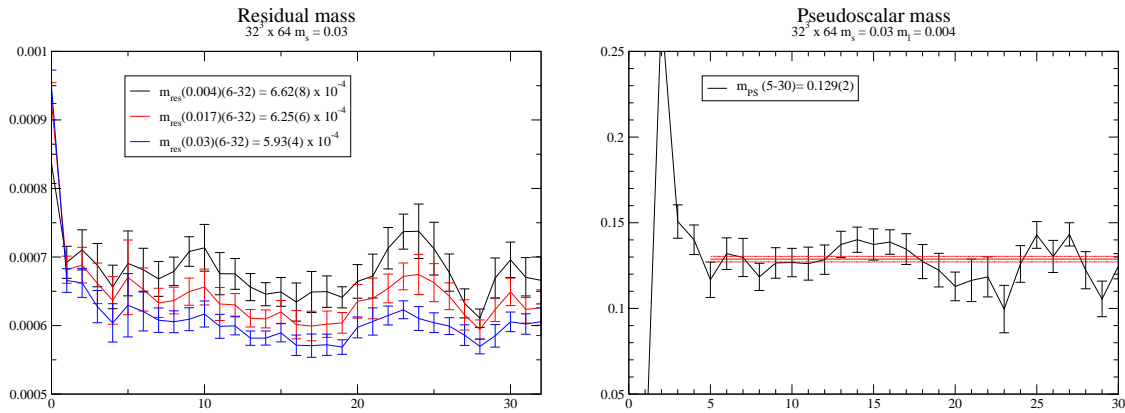 Residual mass
32³ x 64 mₛ = 0.03
0.001
0.0009
0.0008
0.0007
0.0006
0.0005
m_res(0.004)(6-32) = 6.62(8) x 10⁻⁴
m_res(0.017)(6-32) = 6.25(6) x 10⁻⁴
m_res(0.03)(6-32) = 5.93(4) x 10⁻⁴
0 10 20 30
Pseudoscalar mass
32³ x 64 mₛ = 0.03 mₗ = 0.004
0.25
0.2
0.15
0.1
0.05
m_PS (5-30)= 0.129(2)
0 5 10 15 20 25 30